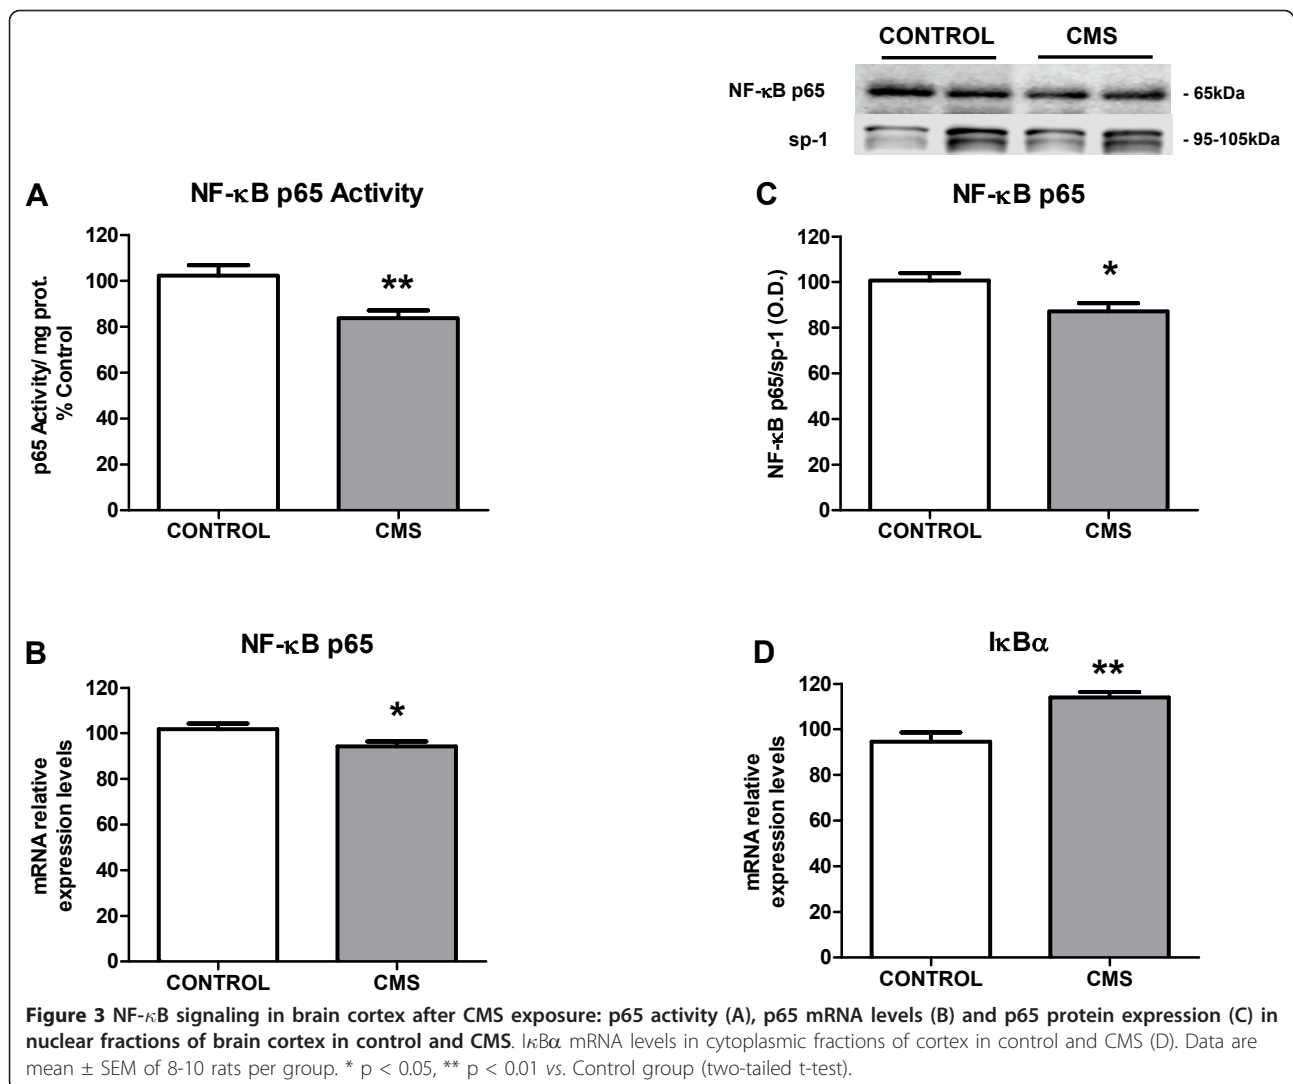 CONTROL CMS
NF-κB p65 - 65kDa
sp-1 - 95-105kDa
A NF-κB p65 Activity
p65 Activity/ mg prot.
% Control
120
100
80
60
40
20
0
**
CONTROL CMS
C NF-κB p65
NF-κB p65/sp-1 (O.D.)
120
100
80
60
40
20
0
*
CONTROL CMS
B NF-κB p65
mRNA relative
expression levels
120
100
80
60
40
20
0
*
CONTROL CMS
D IκBα
mRNA relative
expression levels
120
100
80
60
40
20
0
**
CONTROL CMS
Figure 3 NF-κB signaling in brain cortex after CMS exposure: p65 activity (A), p65 mRNA levels (B) and p65 protein expression (C) in
nuclear fractions of brain cortex in control and CMS. IκBα mRNA levels in cytoplasmic fractions of cortex in control and CMS (D). Data are
mean ± SEM of 8-10 rats per group. * p < 0.05, ** p < 0.01 vs. Control group (two-tailed t-test).